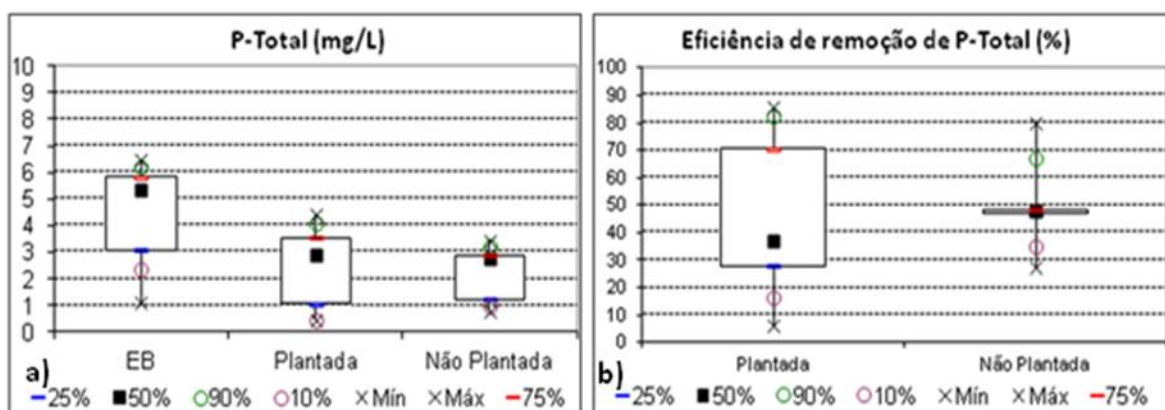 P-Total (mg/L)
10
9
8
7
6
5
4
3
2
1
0
EB Plantada Não Plantada
a)
25% 50% 90% 10% Mín Máx 75%
Eficiência de remoção de P-Total (%)
100
90
80
70
60
50
40
30
20
10
0
Plantada Não Plantada
b)
25% 50% 90% 10% Mín Máx 75%